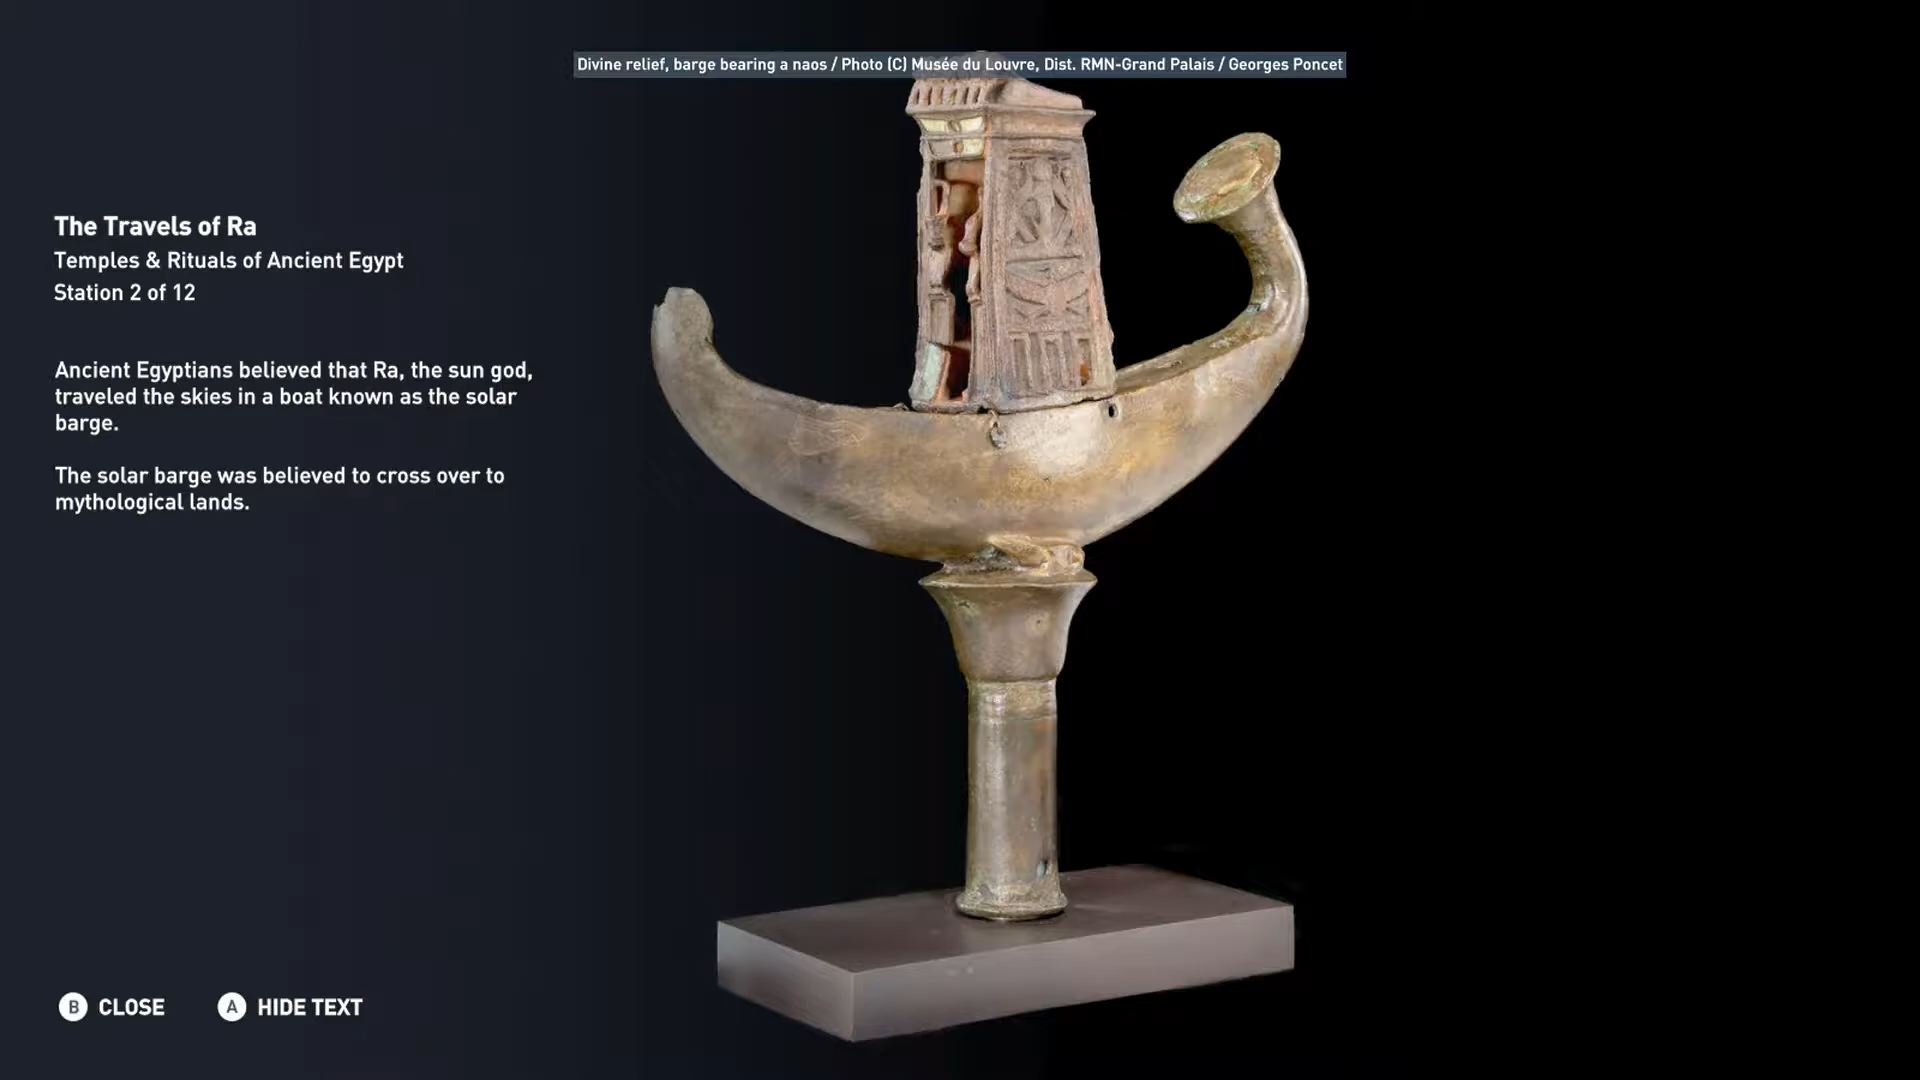 Divine relief, barge bearing a naos / Photo (C) Musée du Louvre, Dist. RMN-Grand Palais / Georges Poncet
The Travels of Ra
Temples & Rituals of Ancient Egypt
Station 2 of 12
Ancient Egyptians believed that Ra, the sun god,
traveled the skies in a boat known as the solar
barge.
The solar barge was believed to cross over to
mythological lands.
B CLOSE A HIDE TEXT